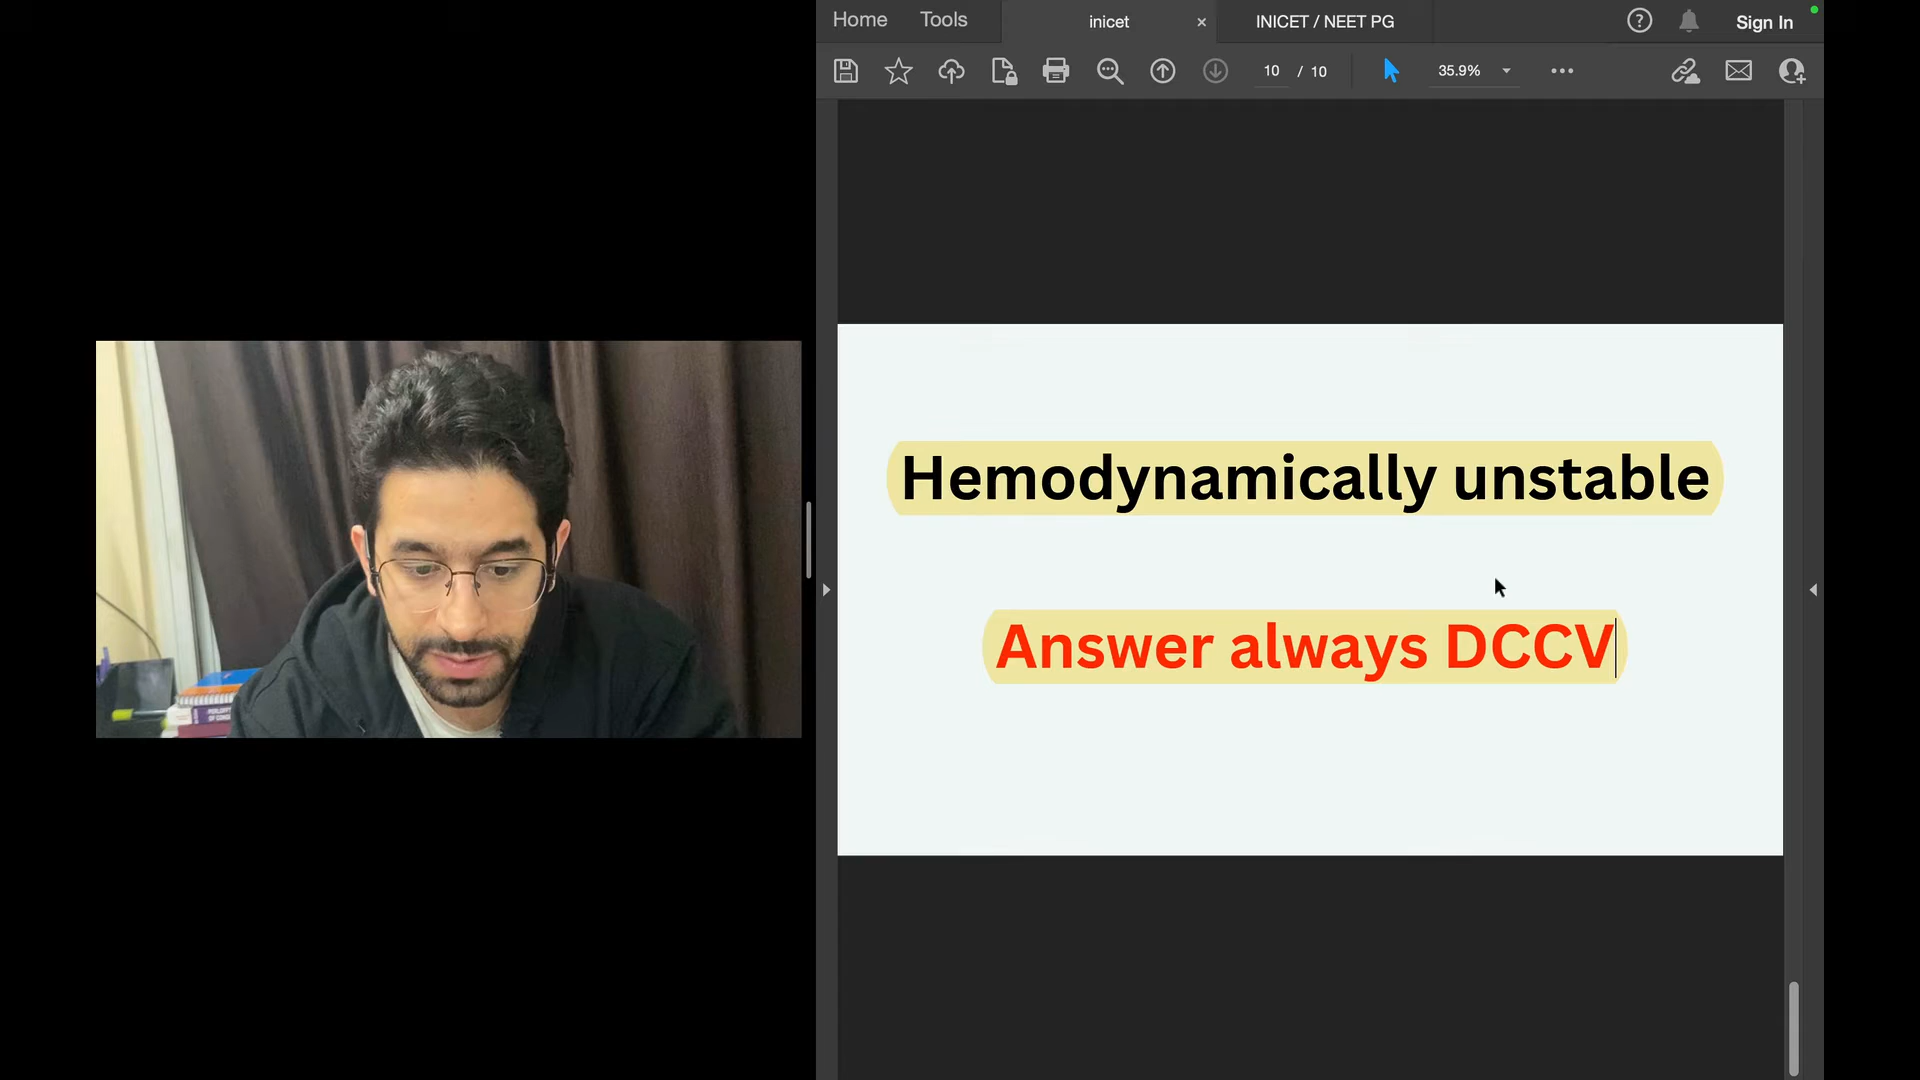 Home Tools inicet × INICET / NEET PG Sign In
10 / 10 35.9%
Hemodynamically unstable
Answer always DCCV